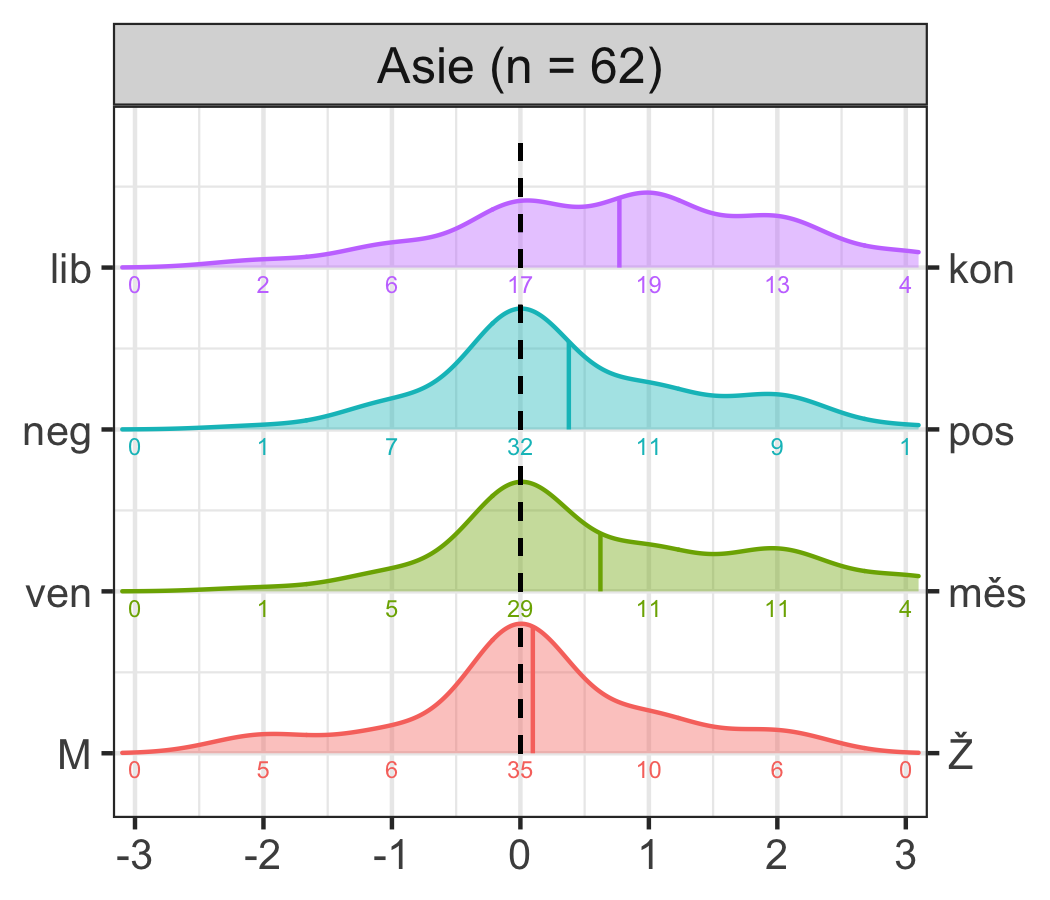 Asie (n = 62)
lib kon
0 2 6 17 19 13 4
neg pos
0 1 7 32 11 9 1
ven měs
0 1 5 29 11 11 4
M Ž
0 5 6 35 10 6 0
-3 -2 -1 0 1 2 3